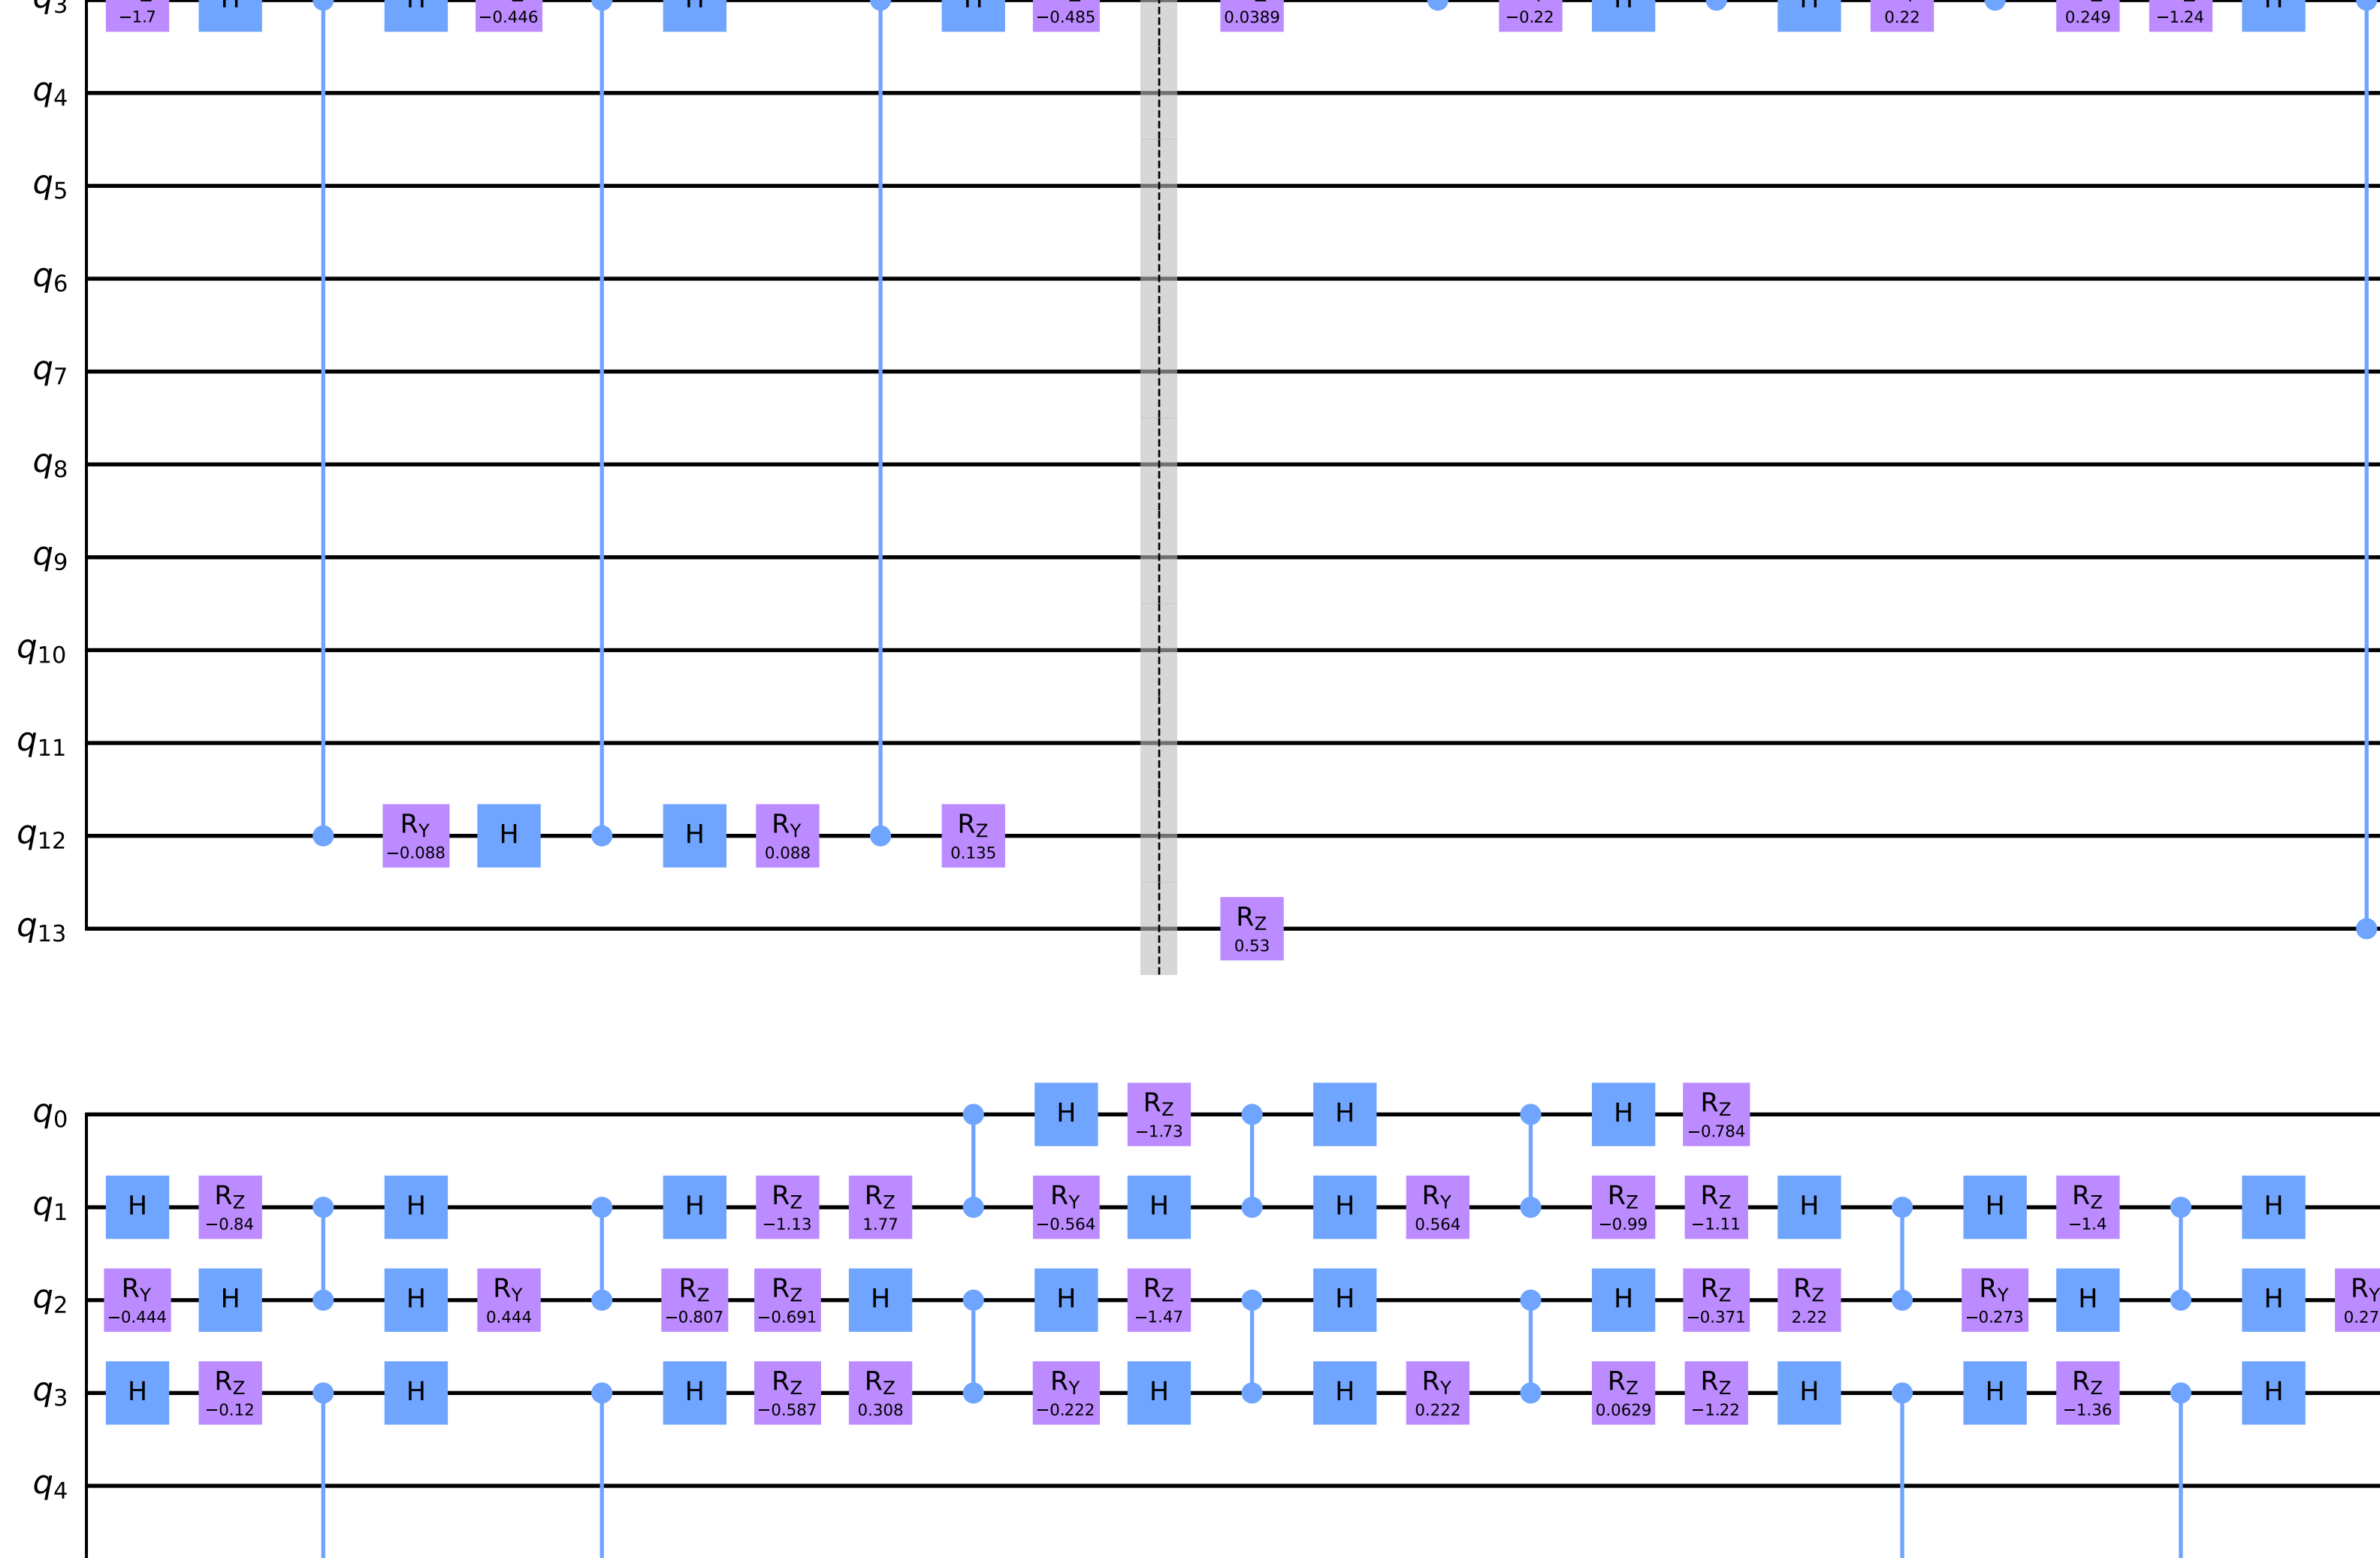 q3 −1.7 H H −0.446 H H −0.485 0.0389 −0.22 H H 0.22 0.249 −1.24 H
q4
q5
q6
q7
q8
q9
q10
q11
q12 RY −0.088 H H RY 0.088 RZ 0.135
q13 RZ 0.53
q0 H RZ −1.73 H H RZ −0.784
q1 H RZ −0.84 H H RZ −1.13 RZ 1.77 RY −0.564 H H RY 0.564 RZ −0.99 RZ −1.11 H H RZ −1.4 H
q2 RY −0.444 H H RY 0.444 RZ −0.807 RZ −0.691 H H RZ −1.47 H H RZ −0.371 RZ 2.22 RY −0.273 H H RY 0.27
q3 H RZ −0.12 H H RZ −0.587 RZ 0.308 RY −0.222 H H RY 0.222 RZ 0.0629 RZ −1.22 H H RZ −1.36 H
q4